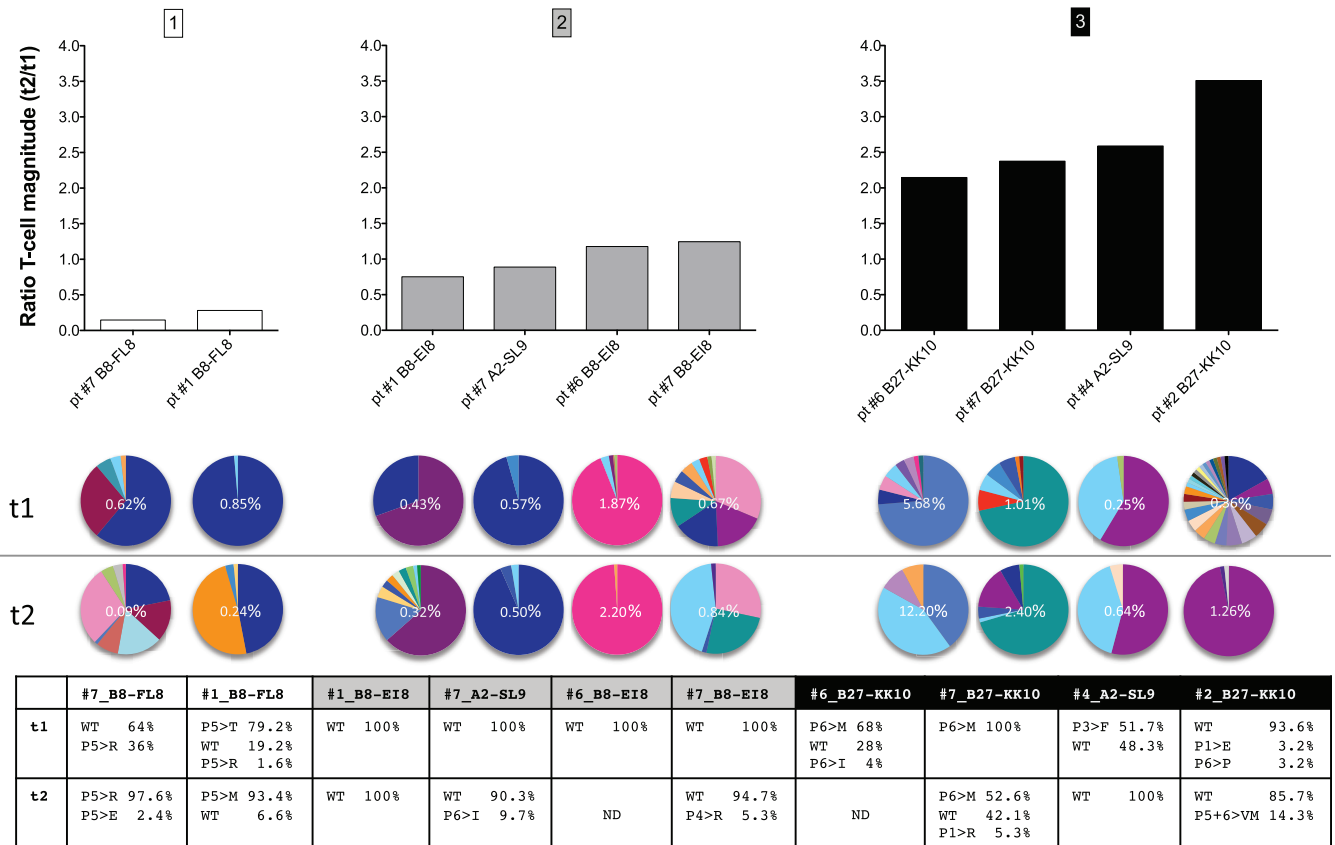 1
2
3
Ratio T-cell magnitude (t2/t1)
4.0
3.5
3.0
2.5
2.0
1.5
1.0
0.5
0.0
pt #7 B8-FL8
pt #1 B8-FL8
4.0
3.5
3.0
2.5
2.0
1.5
1.0
0.5
0.0
pt #1 B8-EI8
pt #7 A2-SL9
pt #6 B8-EI8
pt #7 B8-EI8
4.0
3.5
3.0
2.5
2.0
1.5
1.0
0.5
0.0
pt #6 B27-KK10
pt #7 B27-KK10
pt #4 A2-SL9
pt #2 B27-KK10
t1 0.62% 0.85% 0.43% 0.57% 1.87% 0.67% 5.68% 1.01% 0.25% 0.36%
t2 0.09% 0.24% 0.32% 0.50% 2.20% 0.84% 12.20% 2.40% 0.64% 1.26%
#7_B8-FL8 #1_B8-FL8 #1_B8-EI8 #7_A2-SL9 #6_B8-EI8 #7_B8-EI8 #6_B27-KK10 #7_B27-KK10 #4_A2-SL9 #2_B27-KK10
t1 WT 64% P5>T 79.2% WT 100% WT 100% WT 100% WT 100% P6>M 68% P6>M 100% P3>F 51.7% WT 93.6%
P5>R 36% WT 19.2% WT 28% WT 48.3% P1>E 3.2%
P5>R 1.6% P6>I 4% P6>P 3.2%
t2 P5>R 97.6% P5>M 93.4% WT 100% WT 90.3% WT 94.7% P6>M 52.6% WT 100% WT 85.7%
P5>E 2.4% WT 6.6% P6>I 9.7% ND P4>R 5.3% ND WT 42.1% P5+6>VM 14.3%
P1>R 5.3%